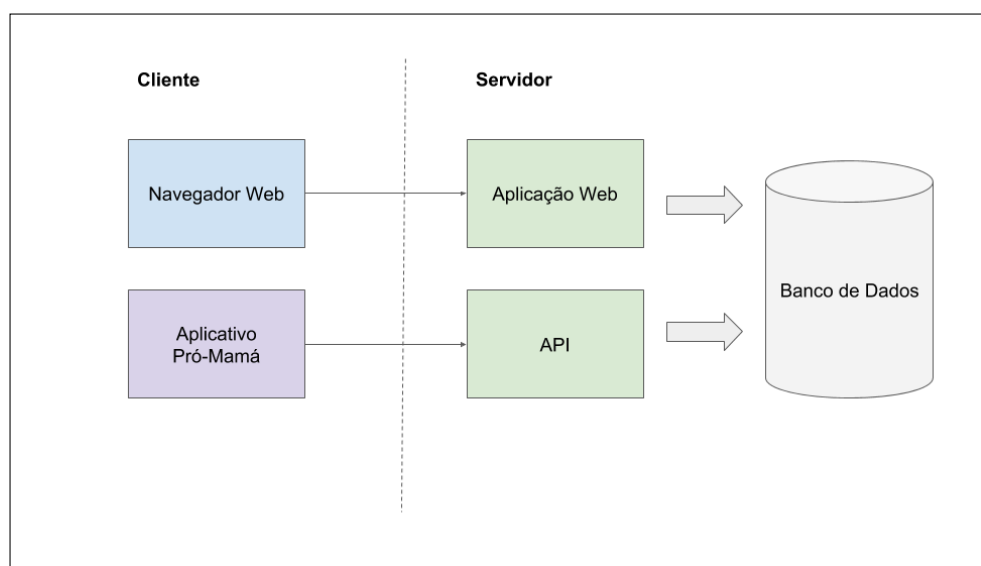 Cliente
Servidor
Navegador Web
Aplicação Web
Banco de Dados
Aplicativo
Pró-Mamá
API